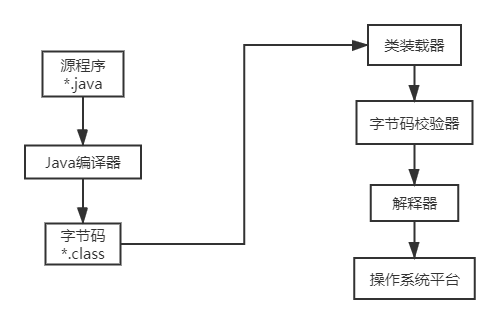 源程序
*.java
Java编译器
字节码
*.class
类装载器
字节码校验器
解释器
操作系统平台